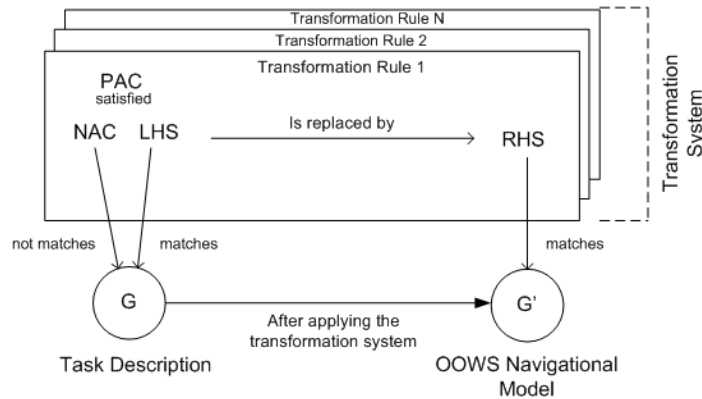 Transformation Rule N
Transformation Rule 2
Transformation Rule 1
PAC
satisfied
NAC LHS
Is replaced by
RHS
Transformation
System
not matches
matches
matches
G
G'
After applying the
transformation system
Task Description
OOWS Navigational
Model